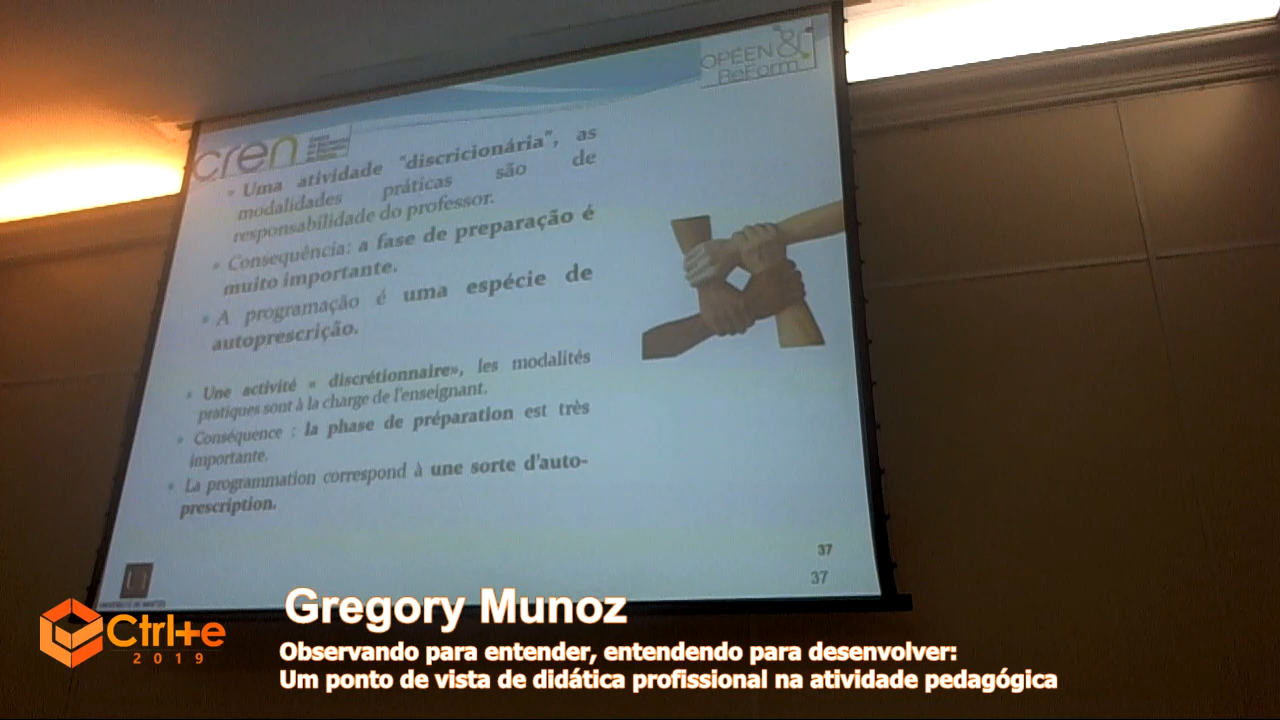 OPÉEN &
ReForm
cren
Uma atividade "discricionária", as
modalidades práticas são de
responsabilidade do professor.
Consequência: a fase de preparação é
muito importante.
A programação é uma espécie de
autoprescrição.
Une activité « discrétionnaire», les modalités
pratiques sont à la charge de l'enseignant.
Conséquence : la phase de préparation est très
importante.
La programmation correspond à une sorte d'auto-
prescription.
37
37
Gregory Munoz
Ctrl+e
2019
Observando para entender, entendendo para desenvolver:
Um ponto de vista de didática profissional na atividade pedagógica